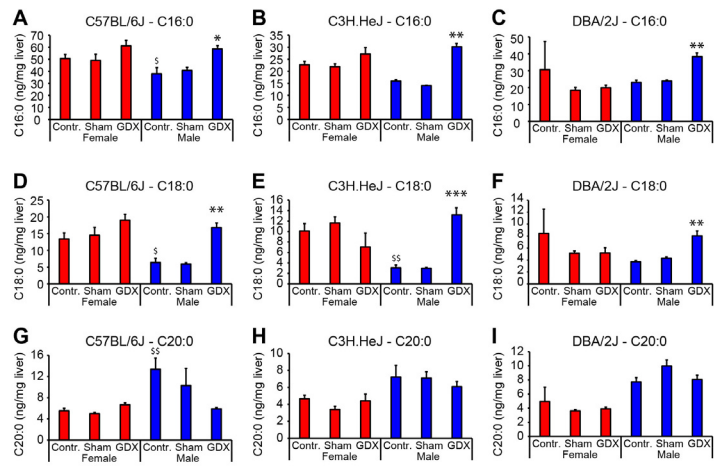 A C57BL/6J - C16:0
C16:0 (ng/mg liver)
70
60
50
40
30
20
10
0
$
*
Contr. Sham GDX Contr. Sham GDX
Female Male
B C3H.HeJ - C16:0
C16:0 (ng/mg liver)
35
30
25
20
15
10
5
0
**
Contr. Sham GDX Contr. Sham GDX
Female Male
C DBA/2J - C16:0
C16:0 (ng/mg liver)
50
40
30
20
10
0
**
Contr. Sham GDX Contr. Sham GDX
Female Male
D C57BL/6J - C18:0
C18:0 (ng/mg liver)
25
20
15
10
5
0
$
**
Contr. Sham GDX Contr. Sham GDX
Female Male
E C3H.HeJ - C18:0
C18:0 (ng/mg liver)
16
14
12
10
8
6
4
2
0
$$
***
Contr. Sham GDX Contr. Sham GDX
Female Male
F DBA/2J - C18:0
C18:0 (ng/mg liver)
14
12
10
8
6
4
2
0
**
Contr. Sham GDX Contr. Sham GDX
Female Male
G C57BL/6J - C20:0
C20:0 (ng/mg liver)
16
12
8
4
0
$$
Contr. Sham GDX Contr. Sham GDX
Female Male
H C3H.HeJ - C20:0
C20:0 (ng/mg liver)
10
8
6
4
2
0
Contr. Sham GDX Contr. Sham GDX
Female Male
I DBA/2J - C20:0
C20:0 (ng/mg liver)
12
10
8
6
4
2
0
Contr. Sham GDX Contr. Sham GDX
Female Male